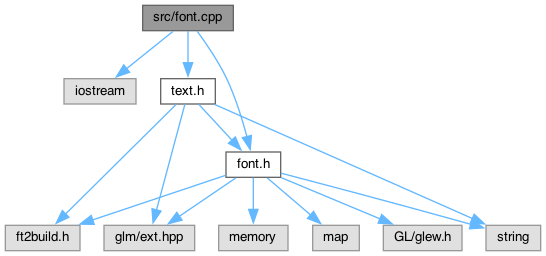 src/font.cpp
iostream
text.h
font.h
ft2build.h
glm/ext.hpp
memory
map
GL/glew.h
string